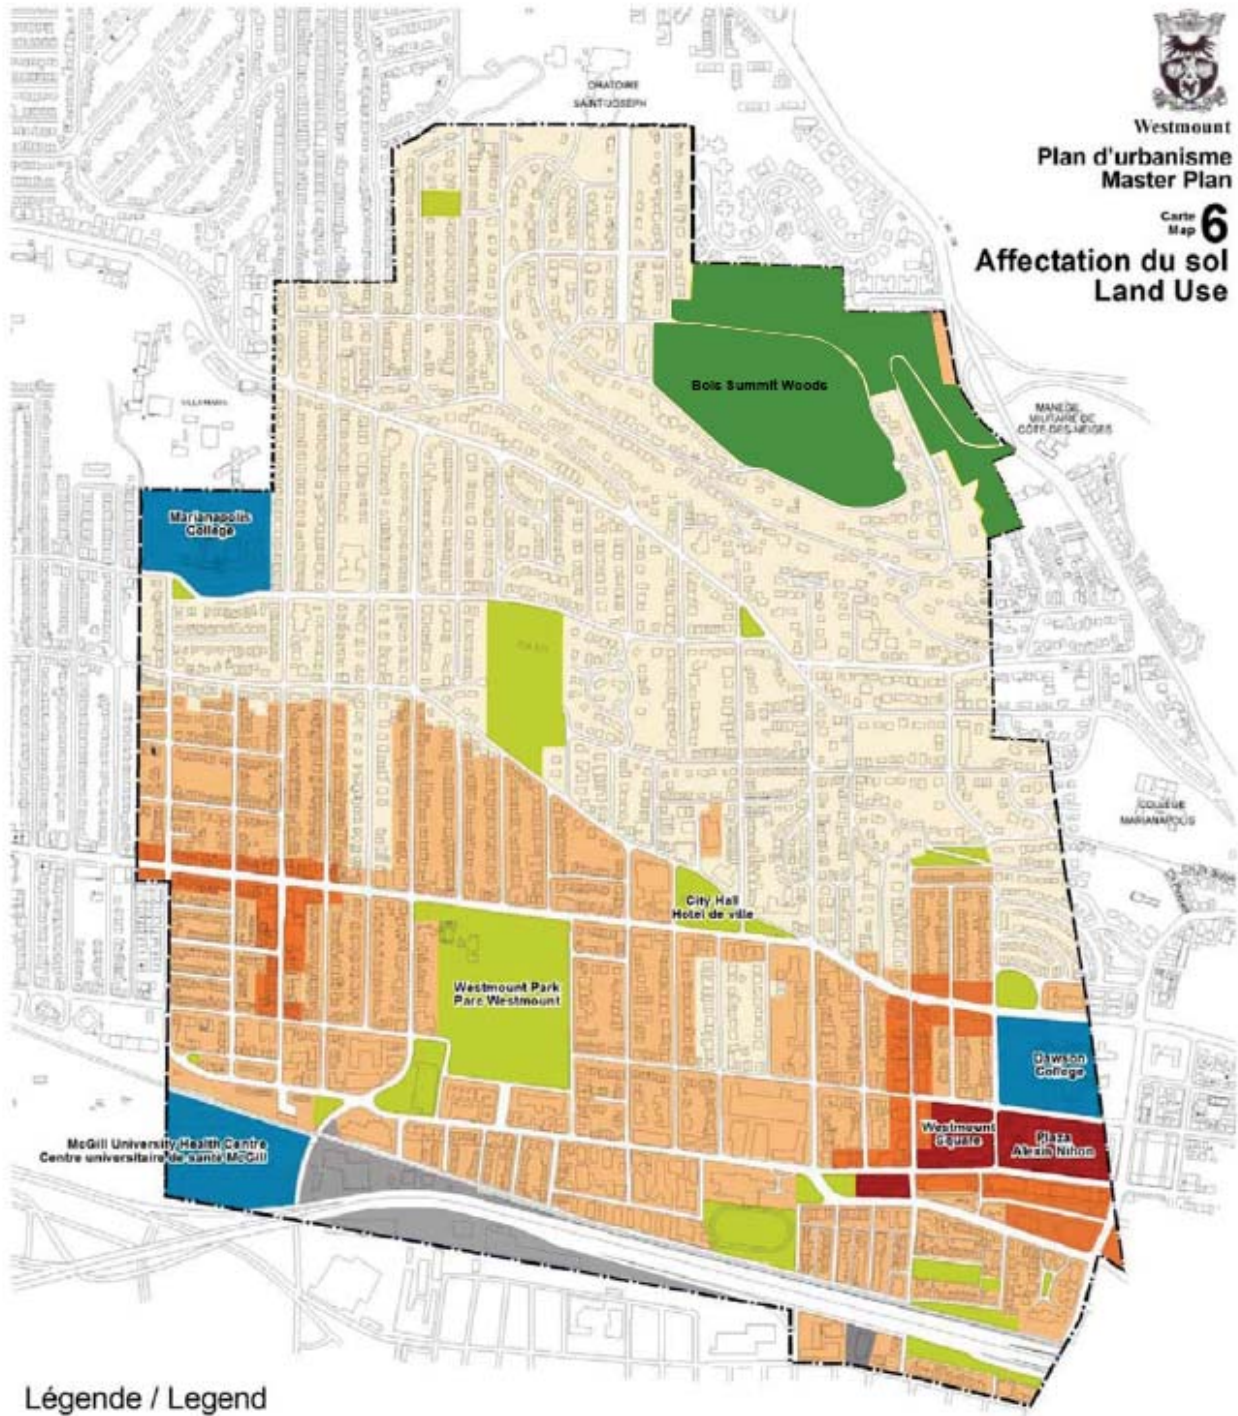 Westmount
Plan d'urbanisme
Master Plan
Carte
Map 6
Affectation du sol
Land Use
ORATOIRE
SAINT-JOSEPH
Bois Summit Woods
MANEGE
MILITAIRE DE
COTE-DES-NEIGES
Marianapolis
College
COLLEGE
MARIANAPOLIS
City Hall
Hotel de ville
Westmount Park
Parc Westmount
Dawson
College
Westmount
Square
Plaza
Alexis Nihon
McGill University Health Centre
Centre universitaire de santé McGill
Légende / Legend